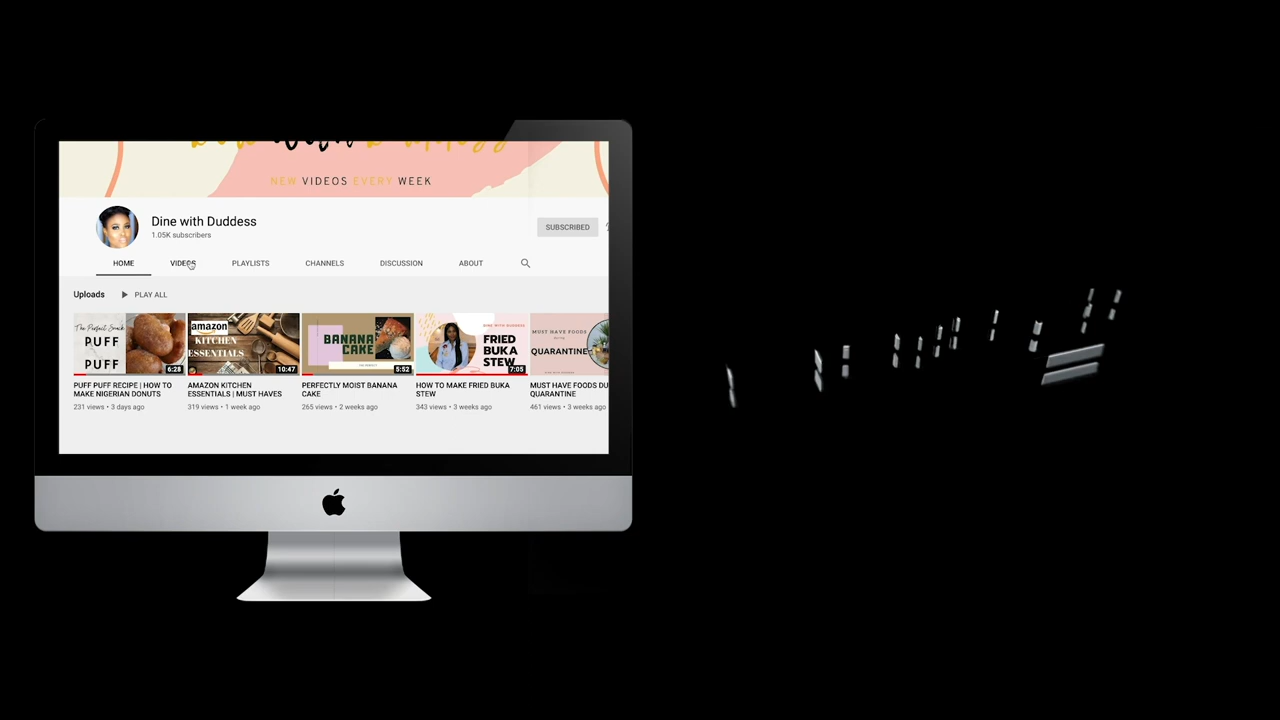 NEW VIDEOS EVERY WEEK
Dine with Duddess
1.05K subscribers
SUBSCRIBED
HOME
VIDEOS
PLAYLISTS
CHANNELS
DISCUSSION
ABOUT
Uploads
PLAY ALL
The Perfect Snack
PUFF
PUFF
6:28
PUFF PUFF RECIPE | HOW TO
MAKE NIGERIAN DONUTS
231 views • 3 days ago
amazon
KITCHEN
ESSENTIALS
10:47
AMAZON KITCHEN
ESSENTIALS | MUST HAVES
319 views • 1 week ago
BANANA
CAKE
5:52
PERFECTLY MOIST BANANA
CAKE
265 views • 2 weeks ago
DINE WITH DUDDESS
FRIED
BUKA
STEW
7:05
HOW TO MAKE FRIED BUKA
STEW
343 views • 3 weeks ago
MUST HAVE FOODS
QUARANTINE
MUST HAVE FOODS DU
QUARANTINE
461 views • 3 weeks ago